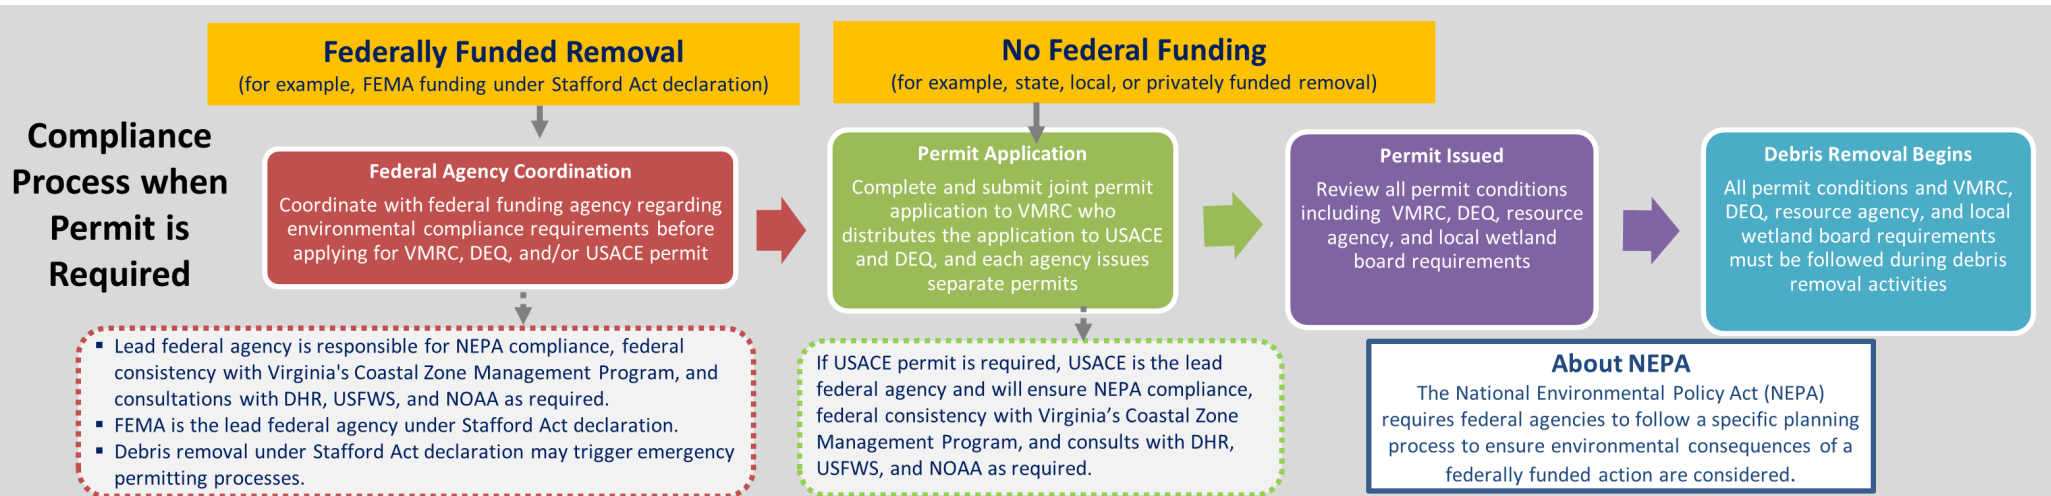 Compliance
Process when
Permit is
Required
Federally Funded Removal
(for example, FEMA funding under Stafford Act declaration)
No Federal Funding
(for example, state, local, or privately funded removal)
Federal Agency Coordination
Coordinate with federal funding agency regarding
environmental compliance requirements before
applying for VMRC, DEQ, and/or USACE permit
Permit Application
Complete and submit joint permit
application to VMRC who
distributes the application to USACE
and DEQ, and each agency issues
separate permits
Permit Issued
Review all permit conditions
including VMRC, DEQ, resource
agency, and local wetland
board requirements
Debris Removal Begins
All permit conditions and VMRC,
DEQ, resource agency, and local
wetland board requirements
must be followed during debris
removal activities
▪ Lead federal agency is responsible for NEPA compliance, federal
consistency with Virginia's Coastal Zone Management Program, and
consultations with DHR, USFWS, and NOAA as required.
▪ FEMA is the lead federal agency under Stafford Act declaration.
▪ Debris removal under Stafford Act declaration may trigger emergency
permitting processes.
If USACE permit is required, USACE is the lead
federal agency and will ensure NEPA compliance,
federal consistency with Virginia’s Coastal Zone
Management Program, and consults with DHR,
USFWS, and NOAA as required.
About NEPA
The National Environmental Policy Act (NEPA)
requires federal agencies to follow a specific planning
process to ensure environmental consequences of a
federally funded action are considered.